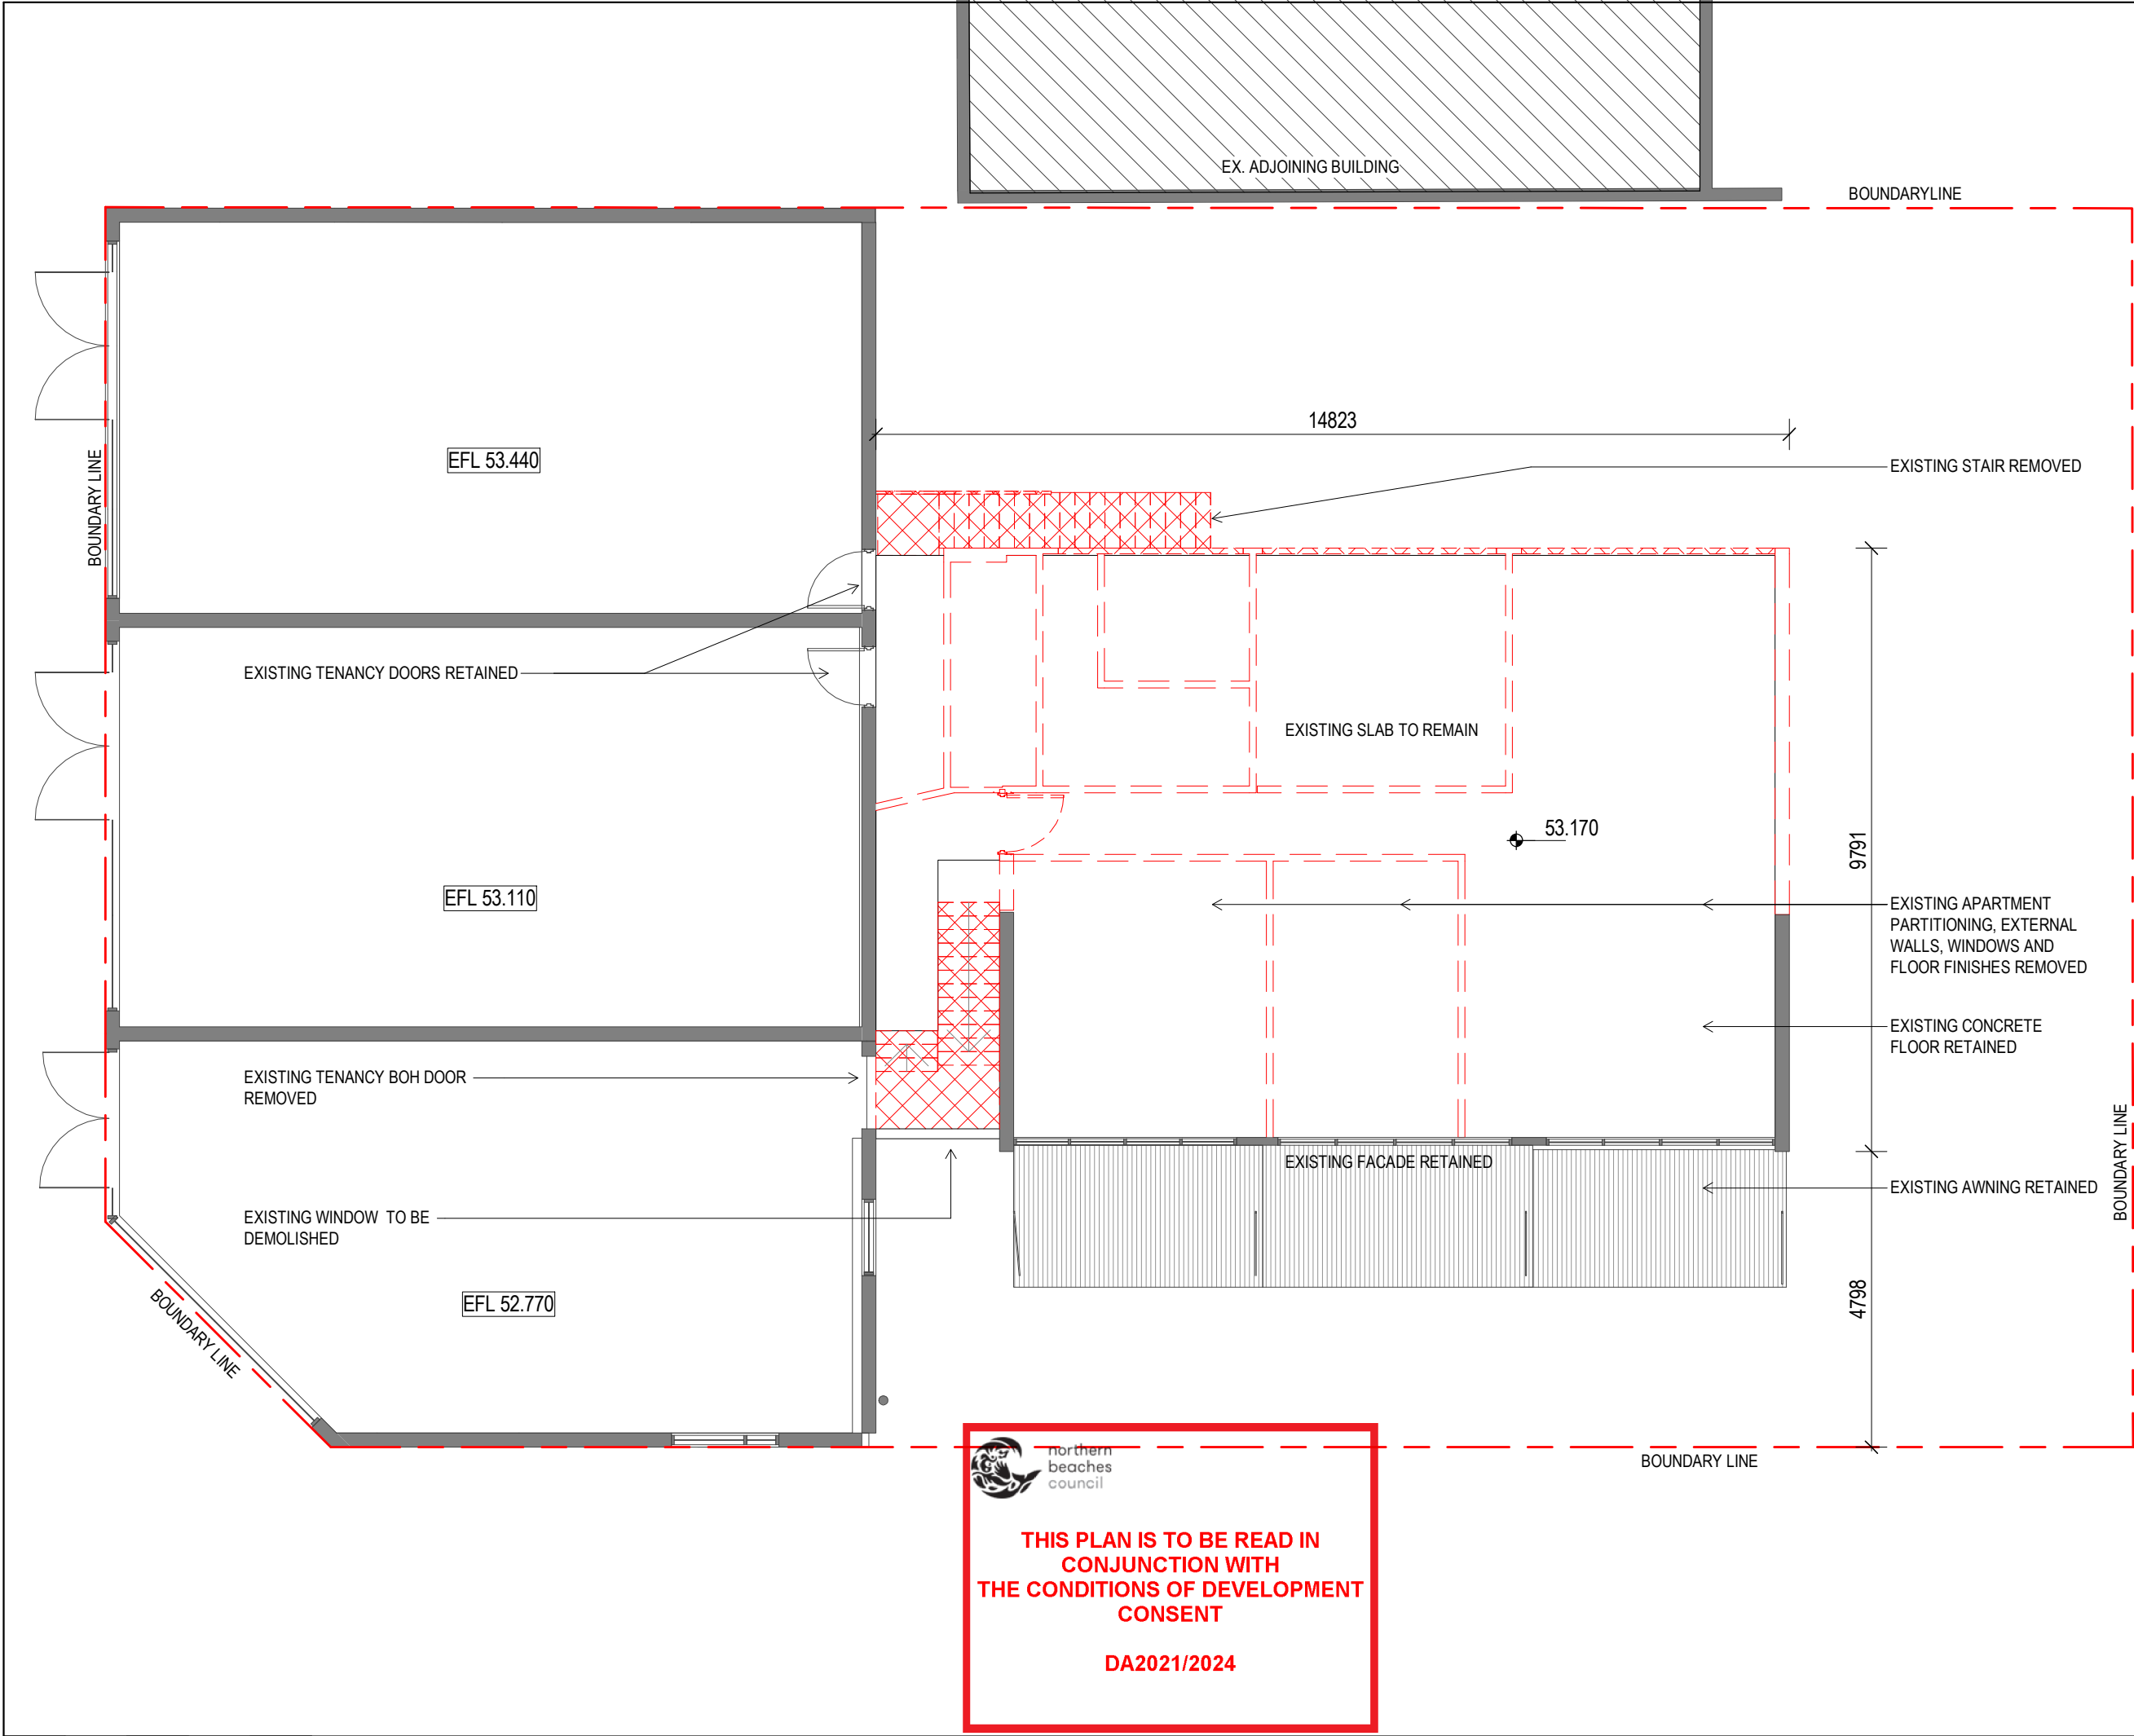 EX. ADJOINING BUILDING
BOUNDARYLINE
14823
BOUNDARY LINE
EFL 53.440
EXISTING STAIR REMOVED
EXISTING TENANCY DOORS RETAINED
EXISTING SLAB TO REMAIN
53.170
9791
EFL 53.110
EXISTING APARTMENT
PARTITIONING, EXTERNAL
WALLS, WINDOWS AND
FLOOR FINISHES REMOVED
EXISTING CONCRETE
FLOOR RETAINED
EXISTING TENANCY BOH DOOR
REMOVED
EXISTING FACADE RETAINED
BOUNDARY LINE
EXISTING AWNING RETAINED
EXISTING WINDOW TO BE
DEMOLISHED
EFL 52.770
4798
BOUNDARY LINE
BOUNDARY LINE
northern
beaches
council
THIS PLAN IS TO BE READ IN
CONJUNCTION WITH
THE CONDITIONS OF DEVELOPMENT
CONSENT
DA2021/2024